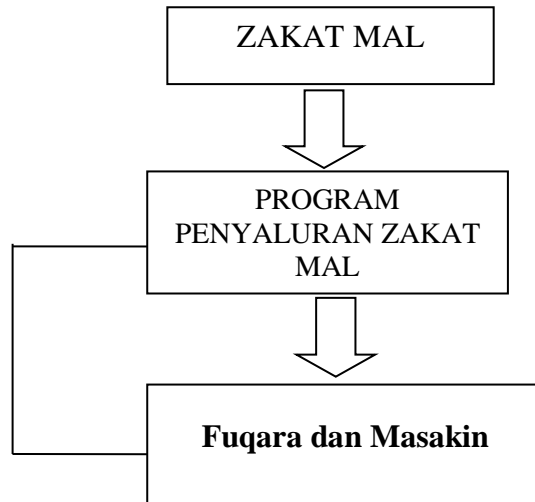 ZAKAT MAL
PROGRAM
PENYALURAN ZAKAT
MAL
Fuqara dan Masakin